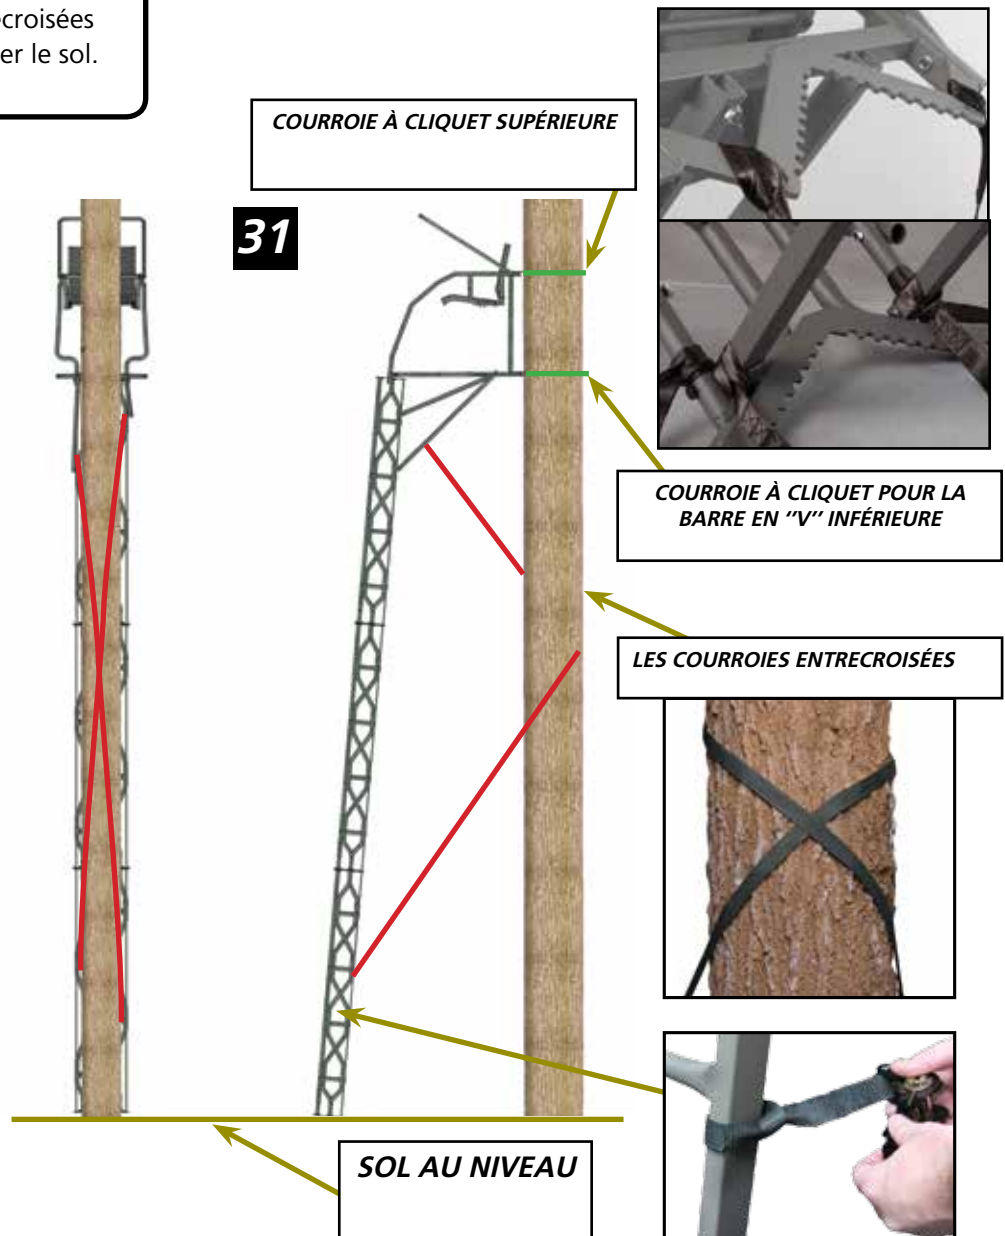 croisées
er le sol.
COURROIE À CLIQUET SUPÉRIEURE
31
COURROIE À CLIQUET POUR LA
BARRE EN ‘’V’’ INFÉRIEURE
LES COURROIES ENTRECROISÉES
SOL AU NIVEAU